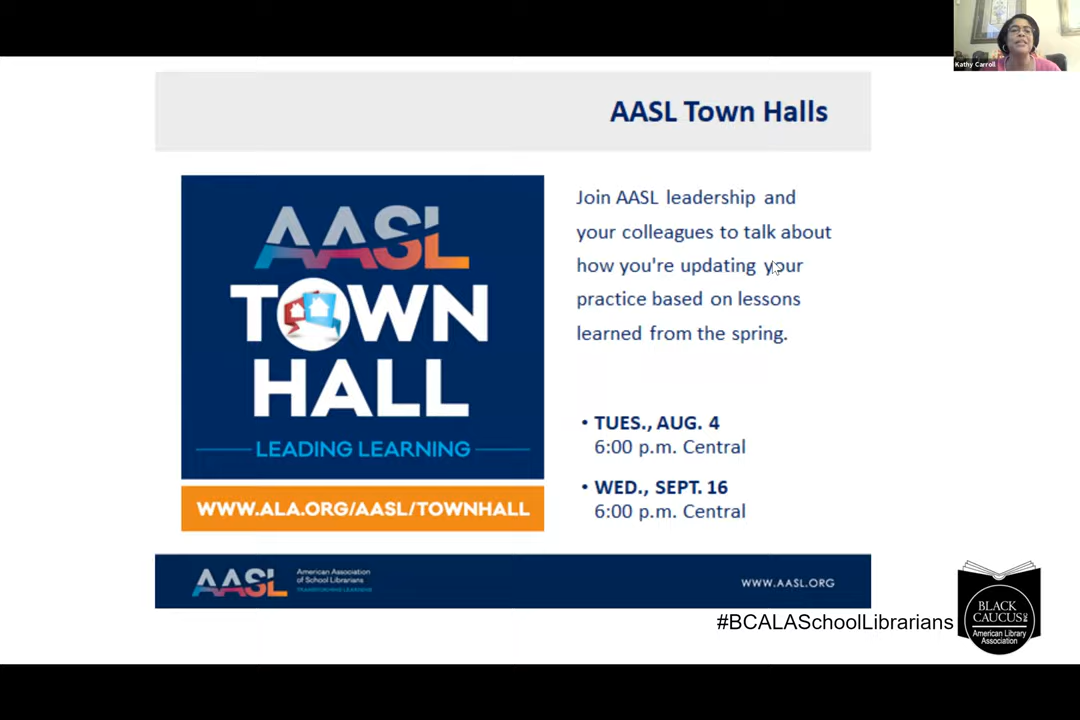 Kathy Carroll
AASL Town Halls
AASL
TOWN
HALL
LEADING LEARNING
WWW.ALA.ORG/AASL/TOWNHALL
Join AASL leadership and
your colleagues to talk about
how you're updating your
practice based on lessons
learned from the spring.
• TUES., AUG. 4
6:00 p.m. Central
• WED., SEPT. 16
6:00 p.m. Central
AASL
American Association
of School Librarians
TRANSFORMING LEARNING
WWW.AASL.ORG
#BCALASchoolLibrarians
BLACK
CAUCUS OF
American Library
Association